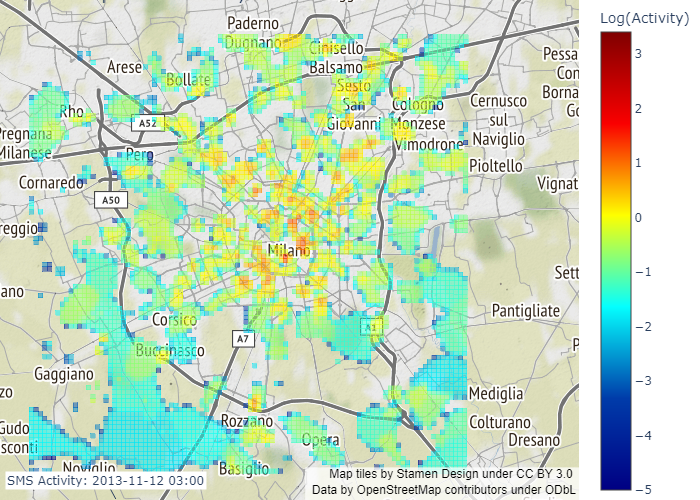 Log(Activity)
3
2
1
0
−1
−2
−3
−4
−5
Paderno
Dugnano
Cinisello
Balsamo
Arese
Bollate
Sesto
San
Giovanni
Cologno
Monzese
Cernusco
sul
Naviglio
Pessa
Con
Borna
Go
Rho
A52
Pregnana
Milanese
Pero
Vimodrone
Pioltello
Cornaredo
Vignat
A50
reggio
Milano
Sett
ano
Pantigliate
Corsico
A1
A7
Buccinasco
P
Gaggiano
zo
Mediglia
Rozzano
Colturano
Gudo
sconti
Opera
Dresano
Noviglio
Basiglio
SMS Activity: 2013-11-12 03:00
Map tiles by Stamen Design under CC BY 3.0
Data by OpenStreetMap contributors under ODbL